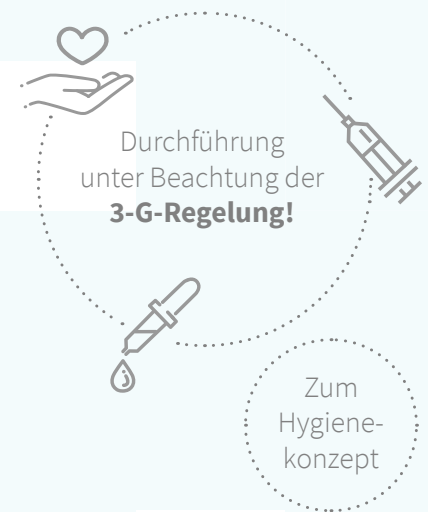 Durchführung
unter Beachtung der
3-G-Regelung!
Zum
Hygiene-
konzept